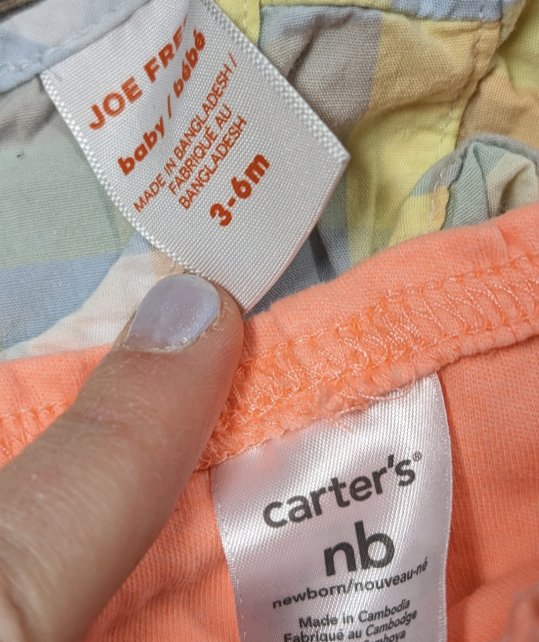 JOE FRE
baby / bébé
MADE IN BANGLADESH /
FABRIQUÉ AU
BANGLADESH
3-6m
carter's®
nb
newborn/nouveau-né
Made in Cambodia
Fabriqué au Cambodge